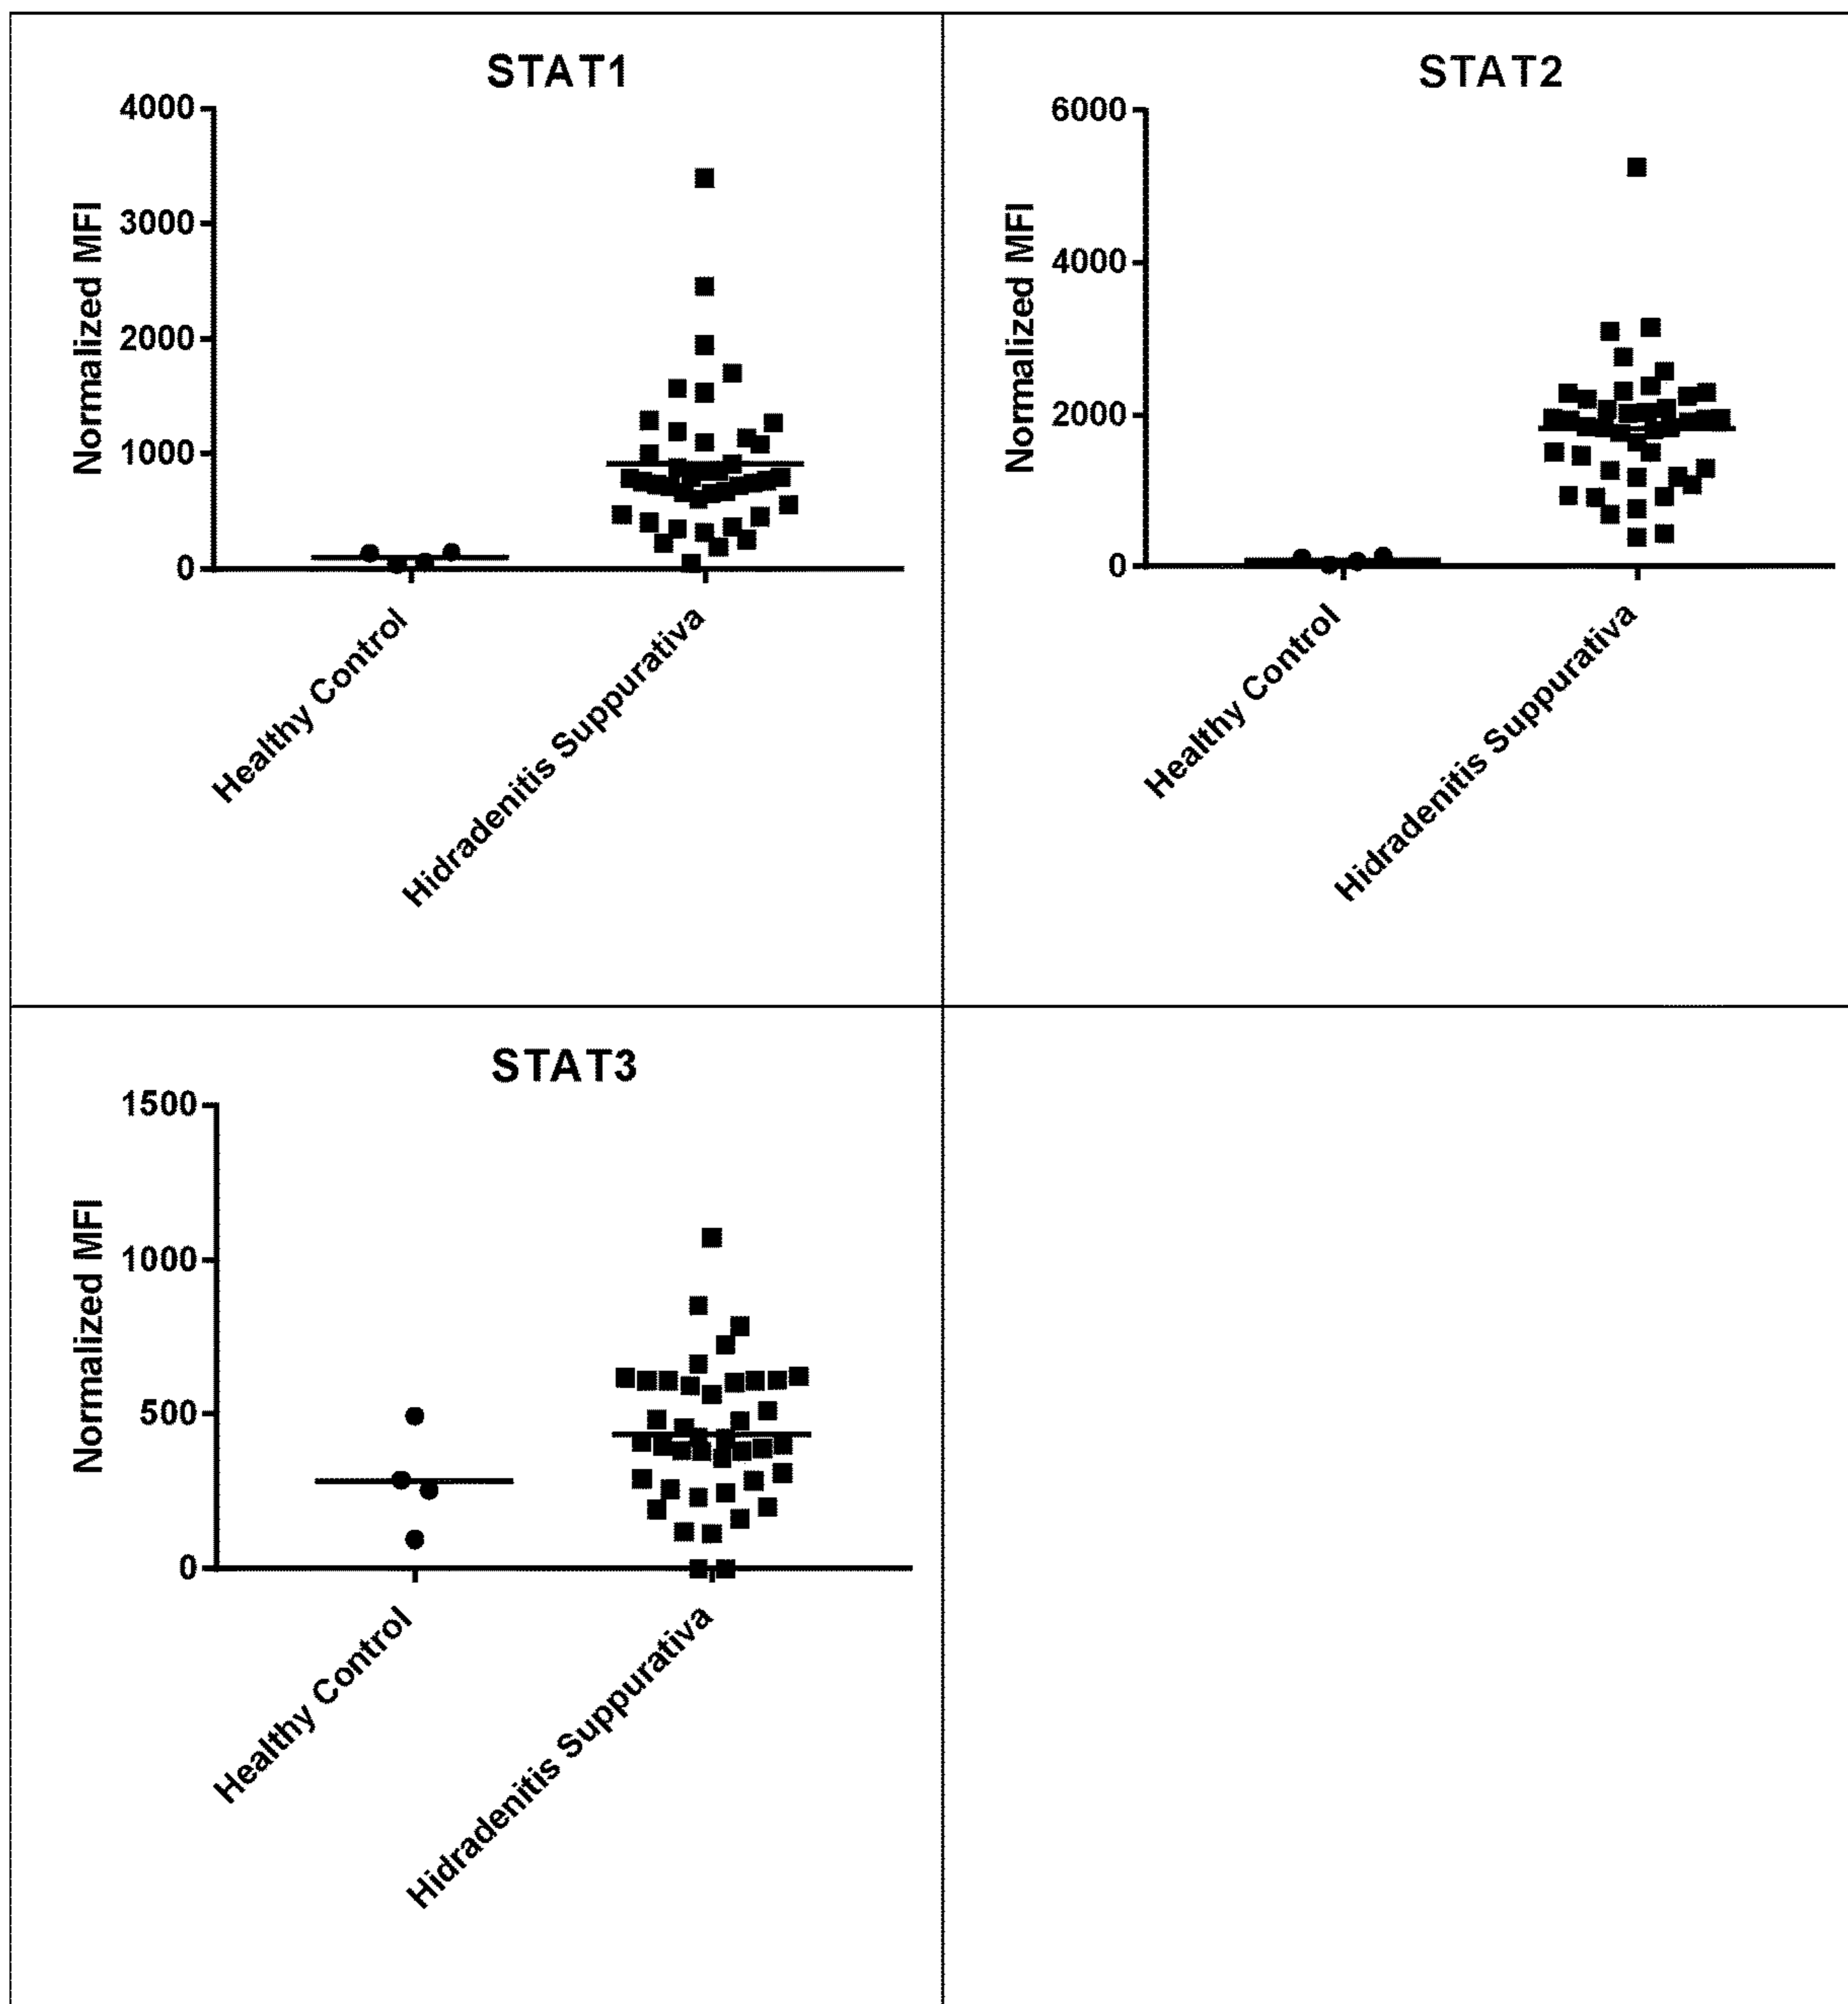 STAT1
4000
3000
2000
1000
0
Normalized MFI
Healthy Control
Hidradenitis Suppurativa
STAT2
6000
4000
2000
0
Normalized MFI
Healthy Control
Hidradenitis Suppurativa
STAT3
1500
1000
500
0
Normalized MFI
Healthy Control
Hidradenitis Suppurativa